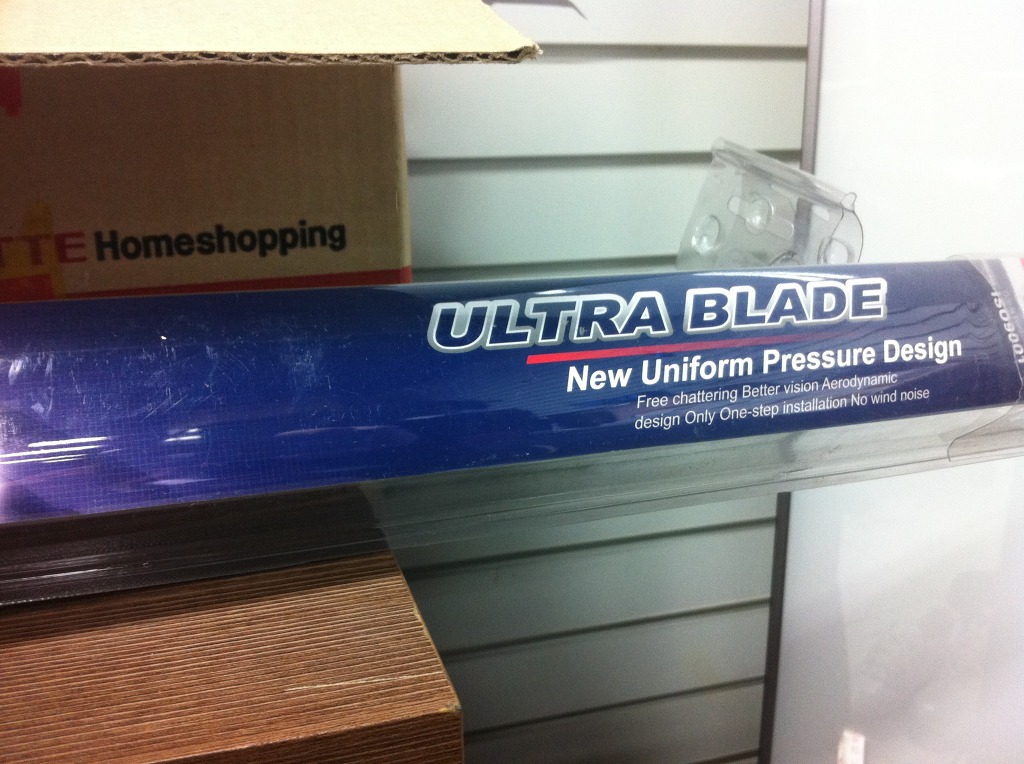 TTE Homeshopping
ULTRA BLADE
New Uniform Pressure Design
Free chattering Better vision Aerodynamic
design Only One-step installation No wind noise